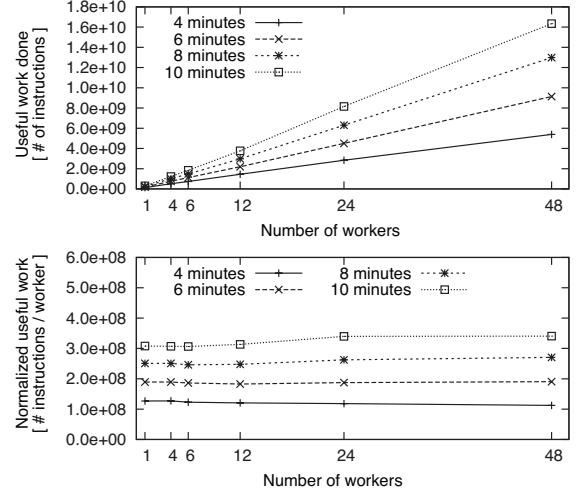 Useful work done
[ # of instructions ]
1.8e+10
1.6e+10
1.4e+10
1.2e+10
1.0e+10
8.0e+09
6.0e+09
4.0e+09
2.0e+09
0.0e+00
4 minutes
6 minutes
8 minutes
10 minutes
1 4 6 12 24 48
Number of workers
Normalized useful work
[ # instructions / worker ]
6.0e+08
5.0e+08
4.0e+08
3.0e+08
2.0e+08
1.0e+08
0.0e+00
4 minutes 8 minutes
6 minutes 10 minutes
1 4 6 12 24 48
Number of workers